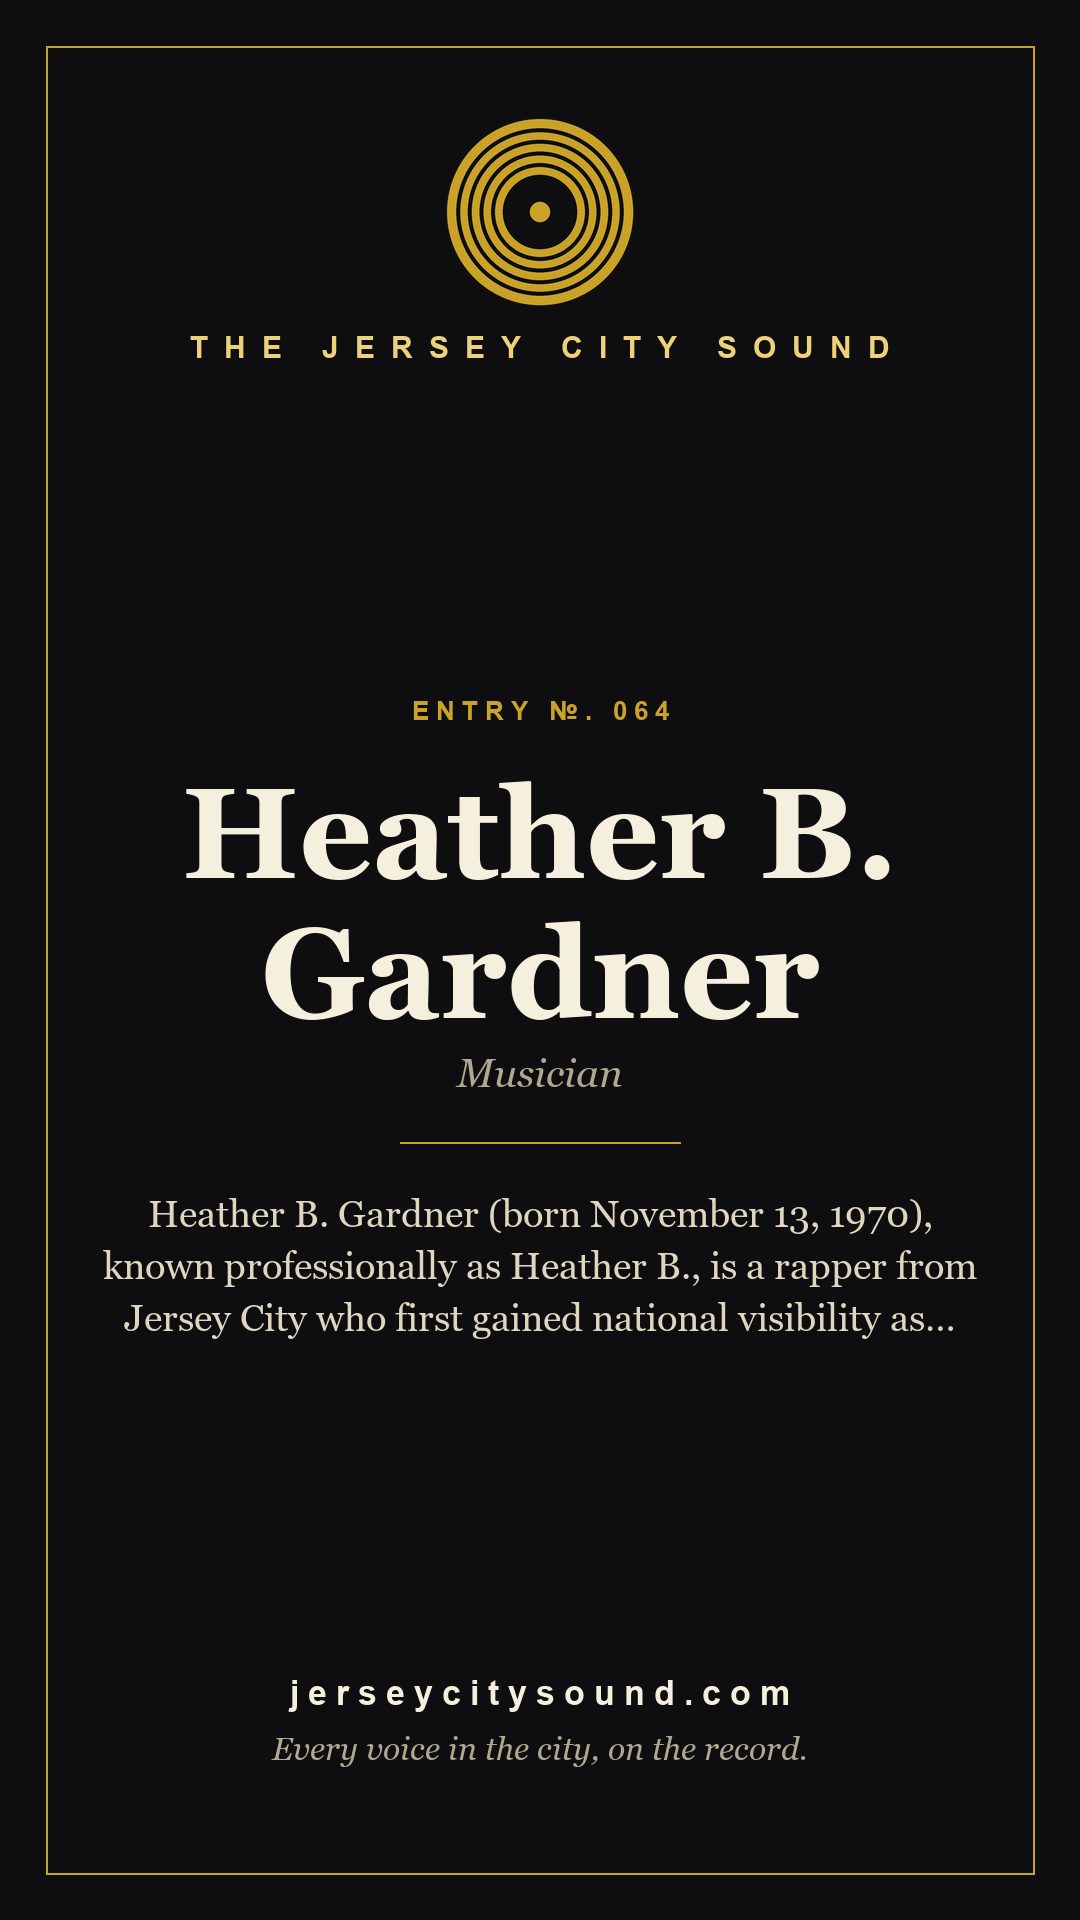 THE JERSEY CITY SOUND
ENTRY №. 064
Heather B.
Gardner
Musician
Heather B. Gardner (born November 13, 1970),
known professionally as Heather B., is a rapper from
Jersey City who first gained national visibility as...
jerseycitysound.com
Every voice in the city, on the record.